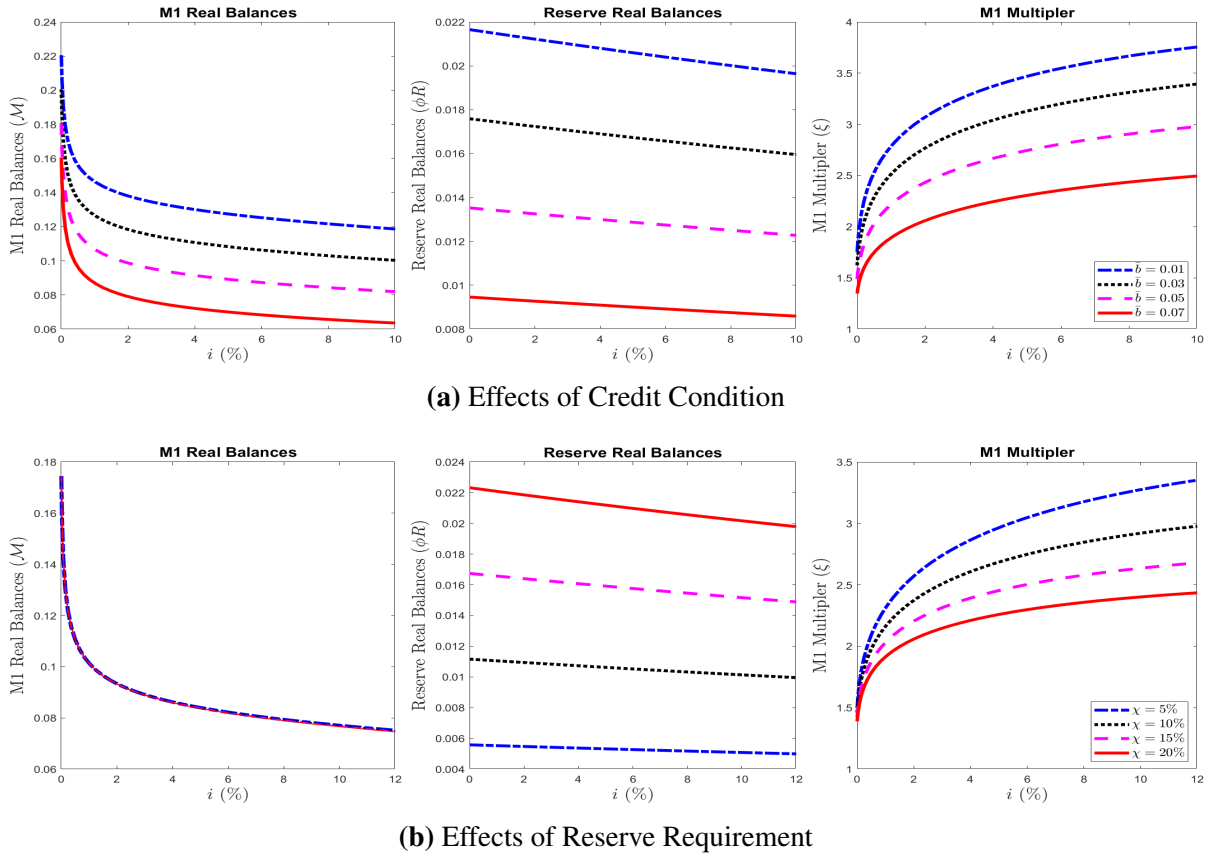 M1 Real Balances
Reserve Real Balances
M1 Multipler
M1 Real Balances (ℳ)
0.24
0.22
0.2
0.18
0.16
0.14
0.12
0.1
0.08
0.06
0 2 4 6 8 10
i (%)
Reserve Real Balances (ϕR)
0.022
0.02
0.018
0.016
0.014
0.012
0.01
0.008
0 2 4 6 8 10
i (%)
M1 Multiplier (ξ)
4
3.5
3
2.5
2
1.5
1
0 2 4 6 8 10
i (%)
b̄ = 0.01
b̄ = 0.03
b̄ = 0.05
b̄ = 0.07
(a) Effects of Credit Condition
M1 Real Balances
Reserve Real Balances
M1 Multipler
M1 Real Balances (ℳ)
0.18
0.16
0.14
0.12
0.1
0.08
0.06
0 2 4 6 8 10 12
i (%)
Reserve Real Balances (ϕR)
0.024
0.022
0.02
0.018
0.016
0.014
0.012
0.01
0.008
0.006
0.004
0 2 4 6 8 10 12
i (%)
M1 Multiplier (ξ)
3.5
3
2.5
2
1.5
1
0 2 4 6 8 10 12
i (%)
χ = 5%
χ = 10%
χ = 15%
χ = 20%
(b) Effects of Reserve Requirement